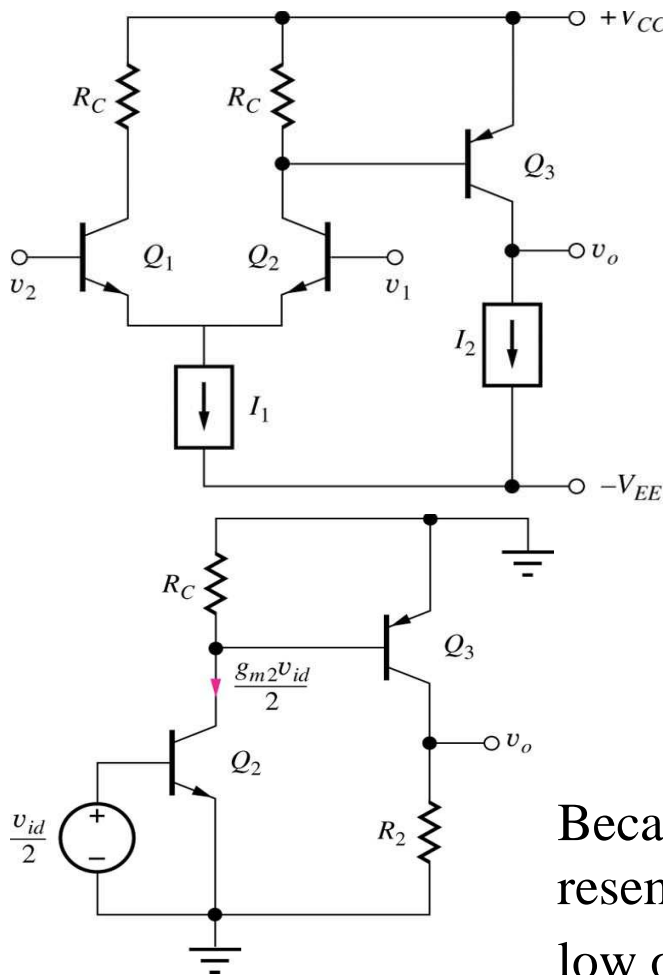 +V_CC
R_C R_C
Q_3
Q_1 Q_2
v_2 v_1 v_o
I_2
I_1
−V_EE
R_C
Q_3
g_m2 v_id / 2
v_o
Q_2
v_id / 2 + −
R_2
Beca
resen
low o